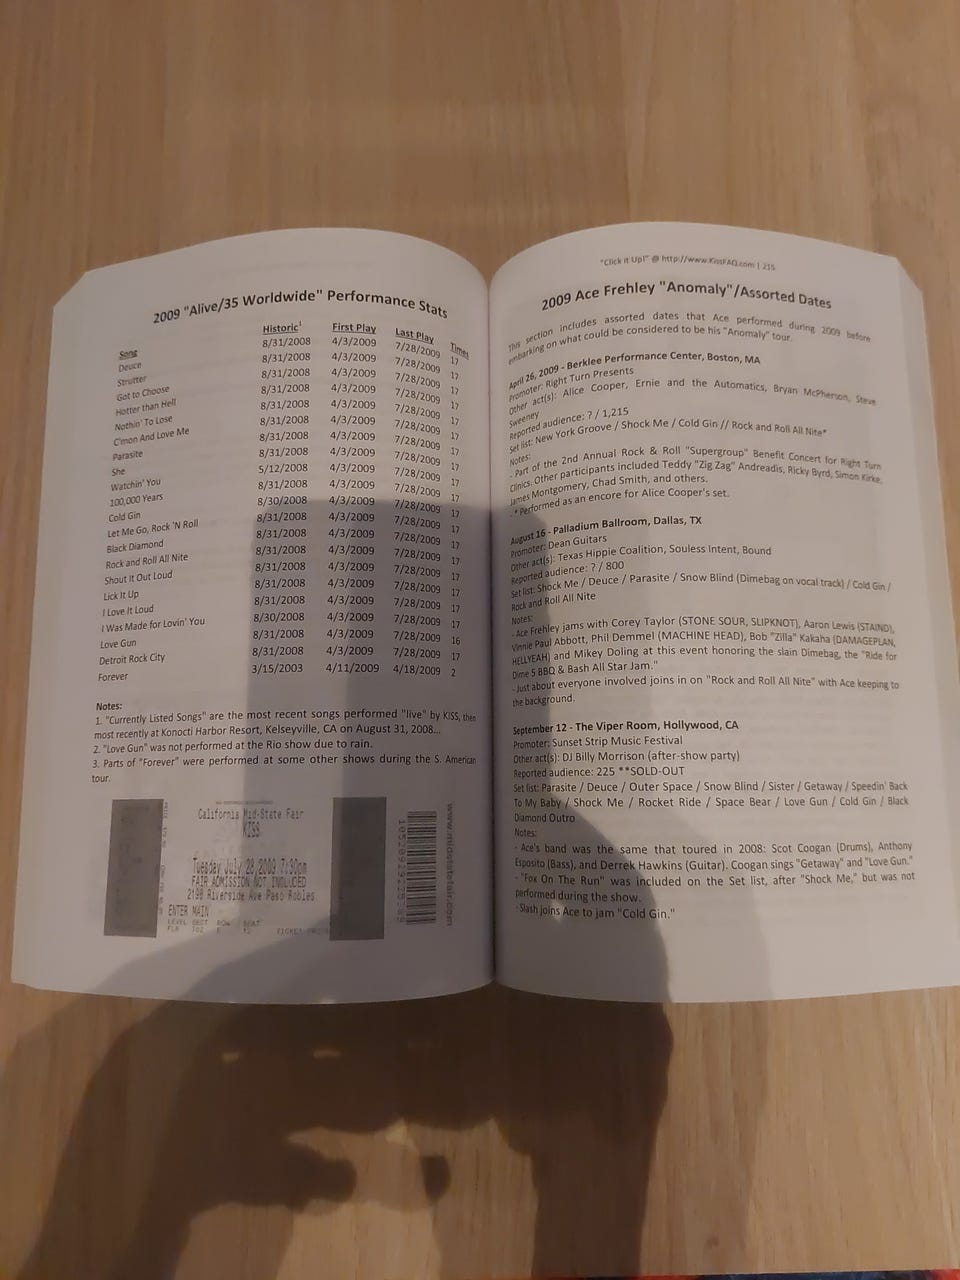 2009 "Alive/35 Worldwide" Performance Stats
Song Historic¹ First Play Last Play Times
Deuce 8/31/2008 4/3/2009 7/28/2009 17
Strutter 8/31/2008 4/3/2009 7/28/2009 17
Got to Choose 8/31/2008 4/3/2009 7/28/2009 17
Hotter than Hell 8/31/2008 4/3/2009 7/28/2009 17
Nothin' To Lose 8/31/2008 4/3/2009 7/28/2009 17
C'mon And Love Me 8/31/2008 4/3/2009 7/28/2009 17
Parasite 8/31/2008 4/3/2009 7/28/2009 17
She 8/31/2008 4/3/2009 7/28/2009 17
Watchin' You 5/12/2008 4/3/2009 7/28/2009 17
100,000 Years 8/31/2008 4/3/2009 7/28/2009 17
Cold Gin 8/30/2008 4/3/2009 7/28/2009 17
Let Me Go, Rock 'N Roll 8/31/2008 4/3/2009 7/28/2009 17
Black Diamond 8/31/2008 4/3/2009 7/28/2009 17
Rock and Roll All Nite 8/31/2008 4/3/2009 7/28/2009 17
Shout It Out Loud 8/31/2008 4/3/2009 7/28/2009 17
Lick It Up 8/31/2008 4/3/2009 7/28/2009 17
I Love It Loud 8/31/2008 4/3/2009 7/28/2009 17
I Was Made for Lovin' You 8/30/2008 4/3/2009 7/28/2009 17
Love Gun 8/31/2008 4/3/2009 7/28/2009 16
Detroit Rock City 8/31/2008 4/3/2009 7/28/2009 17
Forever 3/15/2003 4/11/2009 4/18/2009 2
Notes:
1. "Currently Listed Songs" are the most recent songs performed "live" by KISS, then
most recently at Konocti Harbor Resort, Kelseyville, CA on August 31, 2008...
2. "Love Gun" was not performed at the Rio show due to rain.
3. Parts of "Forever" were performed at some other shows during the S. American
tour.
California Mid-State Fair
KISS
Tuesday July 28,2009 7:30pm
FAIR ADMISSION NOT INCLUDED
2198 Riverside Ave Paso Robles
ENTER MAIN
LEVEL SECT ROW SEAT
www.midstatefair.com
"Click It Up!" @ http://www.KissFAQ.com | 215
2009 Ace Frehley "Anomaly"/Assorted Dates
This section includes assorted dates that Ace performed during 2009 before
embarking on what could be considered to be his "Anomaly" tour.
April 26, 2009 - Berklee Performance Center, Boston, MA
Promoter: Right Turn Presents
Other act(s): Alice Cooper, Ernie and the Automatics, Bryan McPherson, Steve
Sweeney
Reported audience: ? / 1,215
Set list: New York Groove / Shock Me / Cold Gin // Rock and Roll All Nite*
Notes:
- Part of the 2nd Annual Rock & Roll "Supergroup" Benefit Concert for Right Turn
Clinics. Other participants included Teddy "Zig Zag" Andreadis, Ricky Byrd, Simon Kirke,
James Montgomery, Chad Smith, and others.
- * Performed as an encore for Alice Cooper's set.
August 16 - Palladium Ballroom, Dallas, TX
Promoter: Dean Guitars
Other act(s): Texas Hippie Coalition, Souless Intent, Bound
Reported audience: ? / 800
Set list: Shock Me / Deuce / Parasite / Snow Blind (Dimebag on vocal track) / Cold Gin /
Rock and Roll All Nite
Notes:
- Ace Frehley jams with Corey Taylor (STONE SOUR, SLIPKNOT), Aaron Lewis (STAIND),
Vinnie Paul Abbott, Phil Demmel (MACHINE HEAD), Bob "Zilla" Kakaha (DAMAGEPLAN,
HELLYEAH) and Mikey Doling at this event honoring the slain Dimebag, the "Ride for
Dime 5 BBQ & Bash All Star Jam."
- Just about everyone involved joins in on "Rock and Roll All Nite" with Ace keeping to
the background.
September 12 - The Viper Room, Hollywood, CA
Promoter: Sunset Strip Music Festival
Other act(s): DJ Billy Morrison (after-show party)
Reported audience: 225 **SOLD-OUT
Set list: Parasite / Deuce / Outer Space / Snow Blind / Sister / Getaway / Speedin' Back
To My Baby / Shock Me / Rocket Ride / Space Bear / Love Gun / Cold Gin / Black
Diamond Outro
Notes:
- Ace's band was the same that toured in 2008: Scot Coogan (Drums), Anthony
Esposito (Bass), and Derrek Hawkins (Guitar). Coogan sings "Getaway" and "Love Gun."
- "Fox On The Run" was included on the Set list, after "Shock Me," but was not
performed during the show.
- Slash joins Ace to jam "Cold Gin."